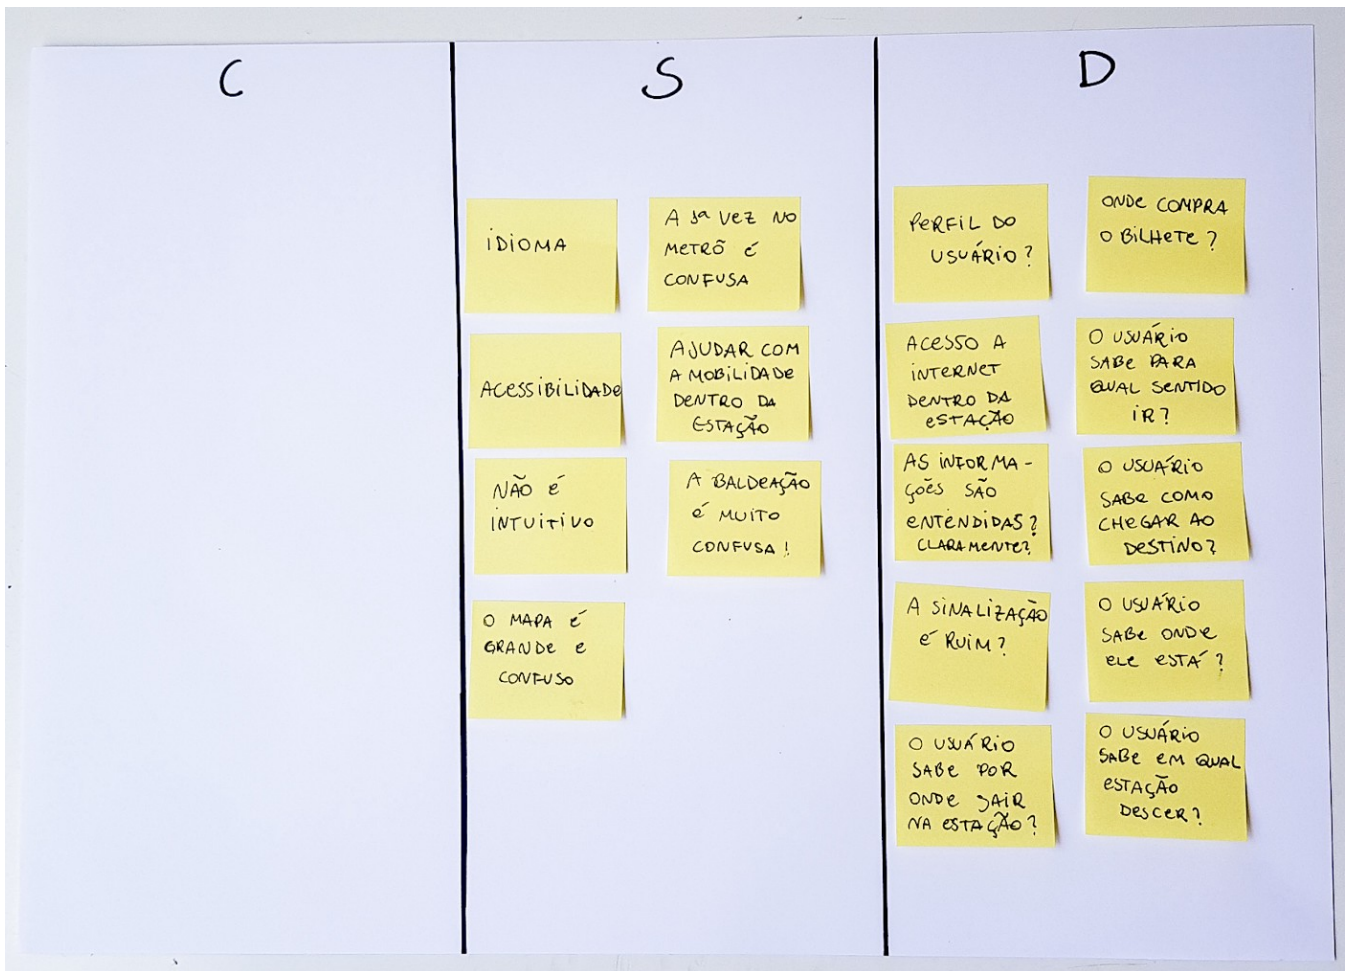 C
S
D
IDIOMA
A 1ª VEZ NO
METRÔ É
CONFUSA
ACESSIBILIDADE
AJUDAR COM
A MOBILIDADE
DENTRO DA
ESTAÇÃO
NÃO É
INTUITIVO
A BALDEAÇÃO
É MUITO
CONFUSA!
O MAPA É
GRANDE E
CONFUSO
PERFIL DO
USUÁRIO?
ONDE COMPRA
O BILHETE?
ACESSO A
INTERNET
DENTRO DA
ESTAÇÃO
O USUÁRIO
SABE PARA
QUAL SENTIDO
IR?
AS INFORMA-
ÇÕES SÃO
ENTENDIDAS?
CLARAMENTE?
O USUÁRIO
SABE COMO
CHEGAR AO
DESTINO?
A SINALIZAÇÃO
É RUIM?
O USUÁRIO
SABE ONDE
ELE ESTÁ?
O USUÁRIO
SABE POR
ONDE SAIR
NA ESTAÇÃO?
O USUÁRIO
SABE EM QUAL
ESTAÇÃO
DESCER?